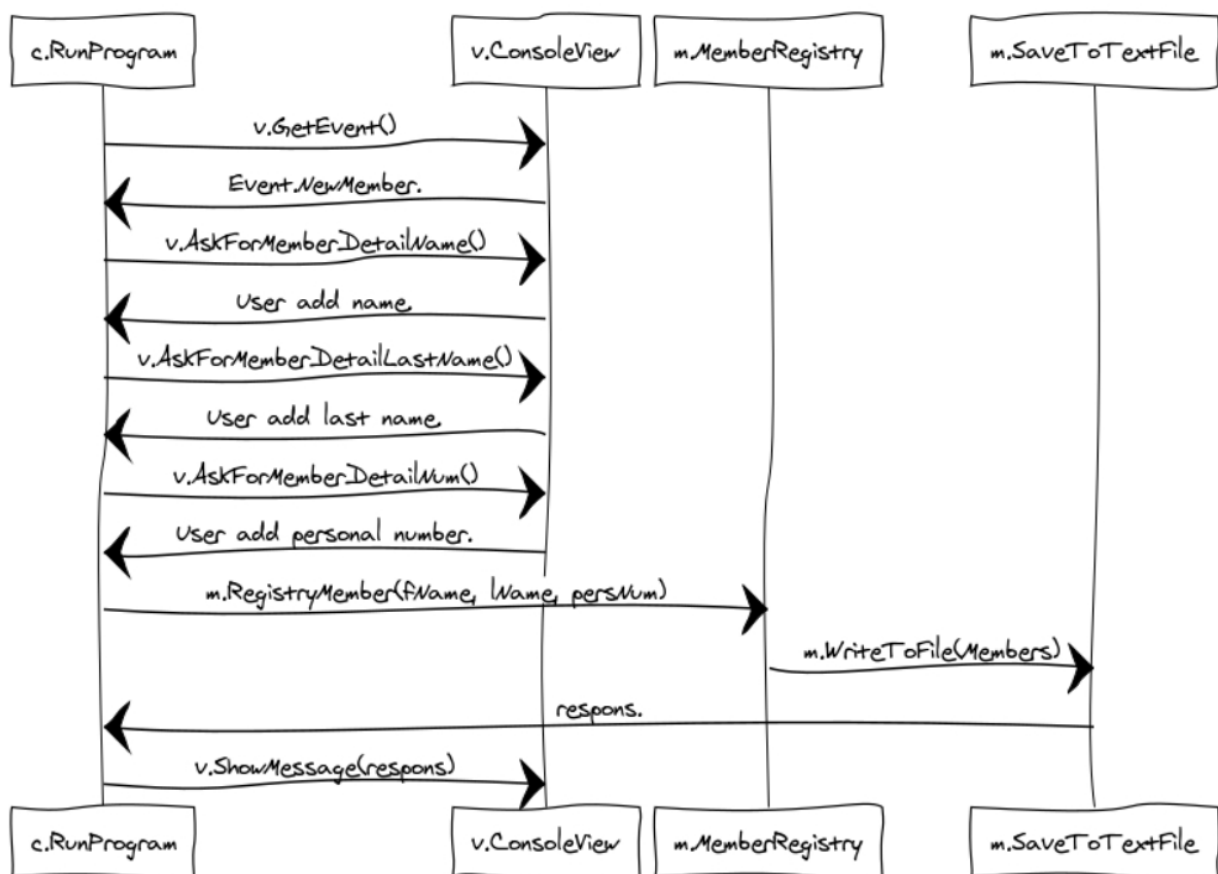 c.RunProgram
v.ConsoleView
m.MemberRegistry
m.SaveToTextFile
v.GetEvent()
Event.NewMember.
v.AskForMemberDetailName()
User add name.
v.AskForMemberDetailLastName()
User add last name.
v.AskForMemberDetailNum()
User add personal number.
m.RegistryMember(fName, lName, persNum)
m.WriteToFile(Members)
respons.
v.ShowMessage(respons)
c.RunProgram
v.ConsoleView
m.MemberRegistry
m.SaveToTextFile